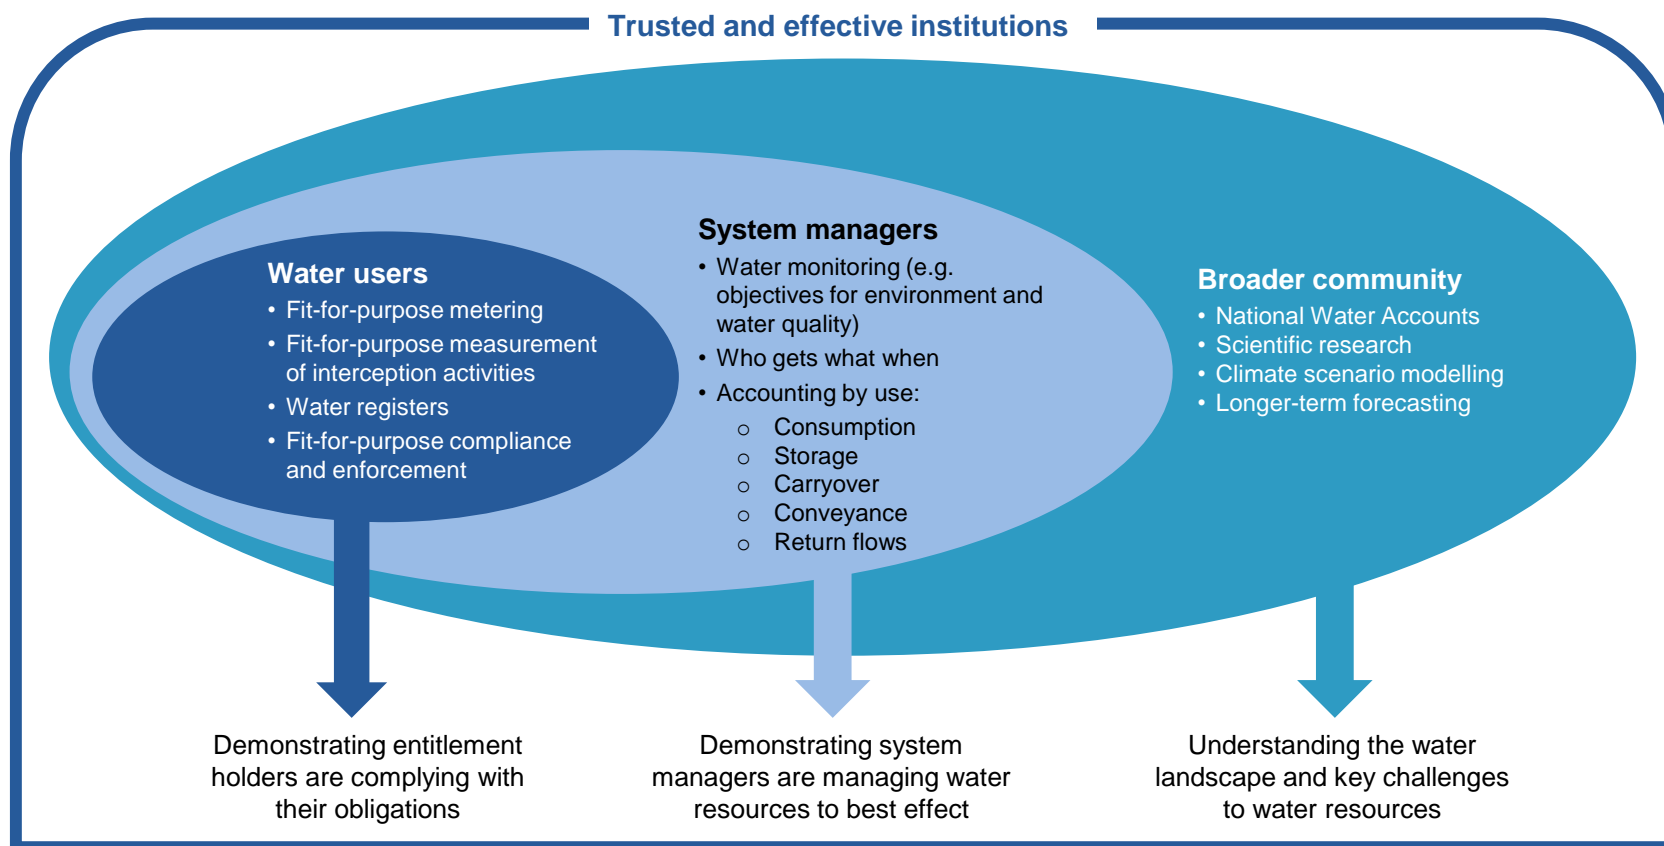 Trusted and effective institutions
Water users
• Fit-for-purpose metering
• Fit-for-purpose measurement
of interception activities
• Water registers
• Fit-for-purpose compliance
and enforcement
System managers
• Water monitoring (e.g.
objectives for environment and
water quality)
• Who gets what when
• Accounting by use:
o Consumption
o Storage
o Carryover
o Conveyance
o Return flows
Broader community
• National Water Accounts
• Scientific research
• Climate scenario modelling
• Longer-term forecasting
Demonstrating entitlement
holders are complying with
their obligations
Demonstrating system
managers are managing water
resources to best effect
Understanding the water
landscape and key challenges
to water resources